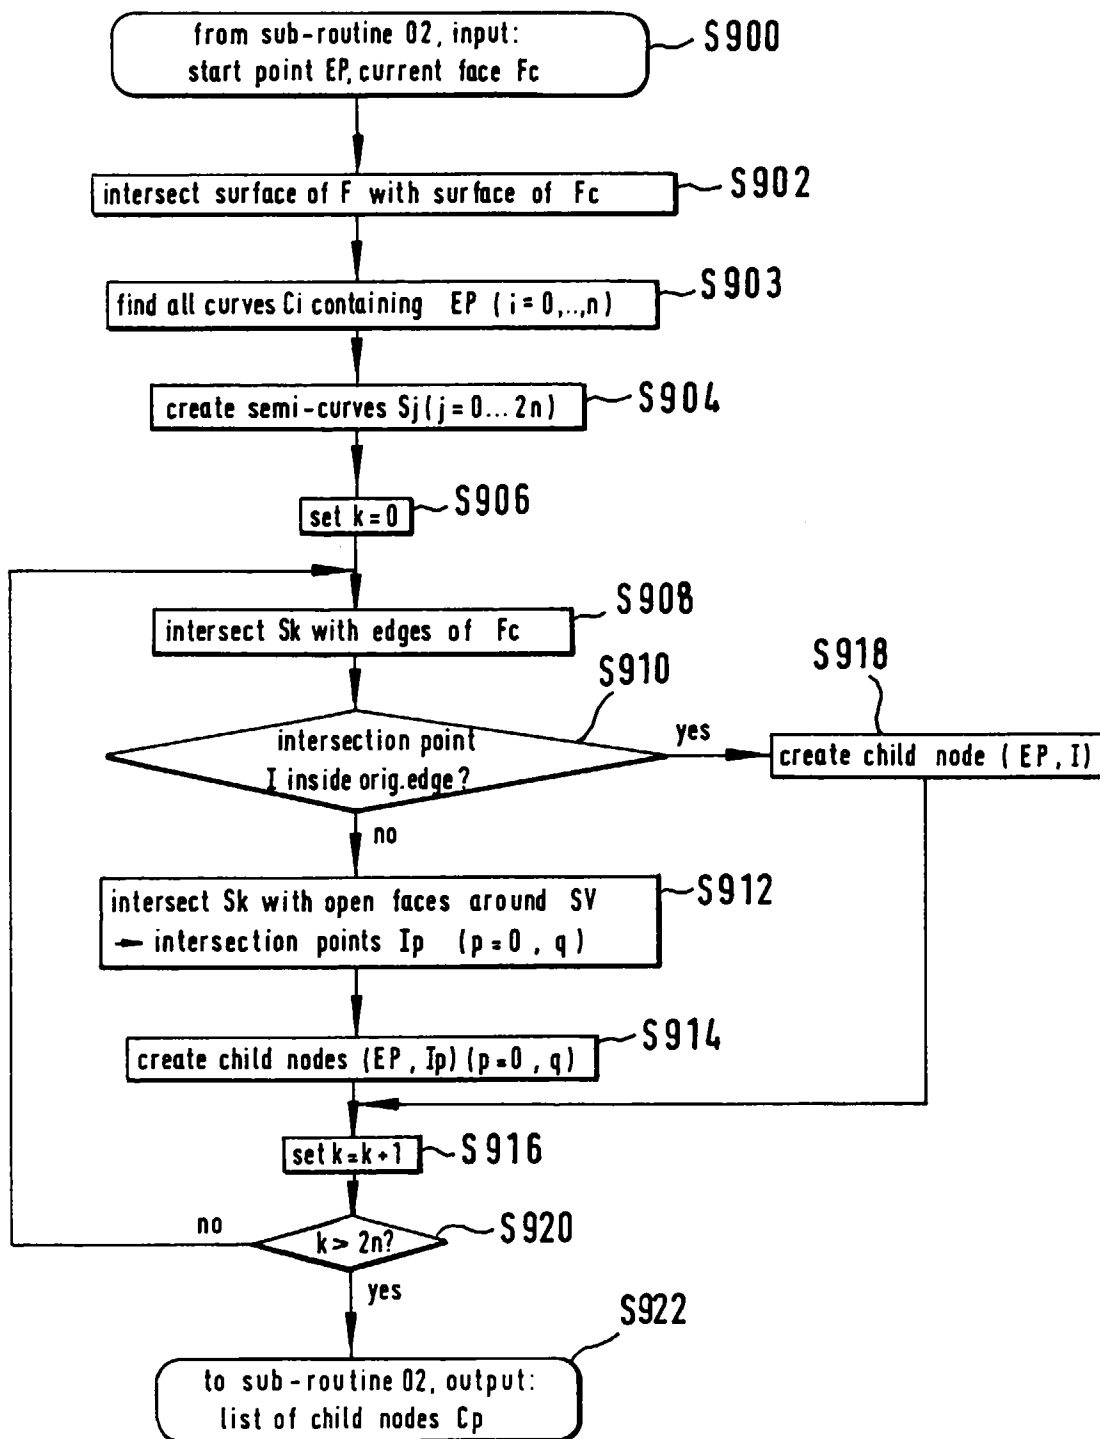 from sub-routine 02, input:
start point EP, current face Fc
S900
intersect surface of F with surface of Fc
S902
find all curves Ci containing EP (i=0,..,n)
S903
create semi-curves Sj(j=0...2n)
S904
set k=0
S906
intersect Sk with edges of Fc
S908
intersection point
I inside orig.edge?
S910
yes
create child node (EP, I)
S918
no
intersect Sk with open faces around SV
→ intersection points Ip (p=0, q)
S912
create child nodes (EP, Ip)(p=0, q)
S914
set k=k+1
S916
k > 2n?
S920
no
yes
to sub-routine 02, output:
list of child nodes Cp
S922